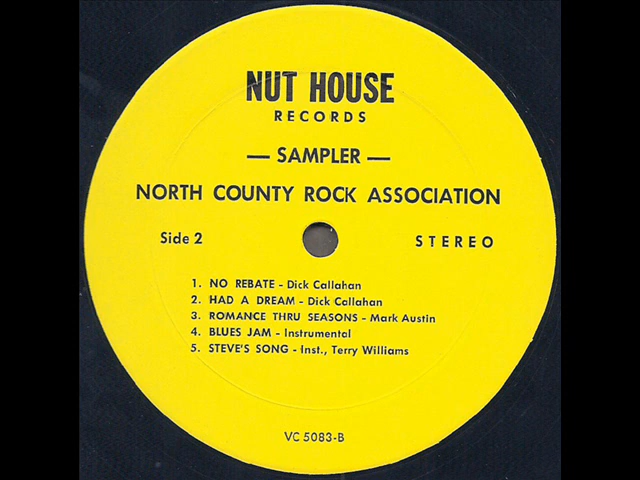 NUT HOUSE
RECORDS
— SAMPLER —
NORTH COUNTY ROCK ASSOCIATION
Side 2 STEREO
1. NO REBATE - Dick Callahan
2. HAD A DREAM - Dick Callahan
3. ROMANCE THRU SEASONS - Mark Austin
4. BLUES JAM - Instrumental
5. STEVE'S SONG - Inst., Terry Williams
VC 5083-B